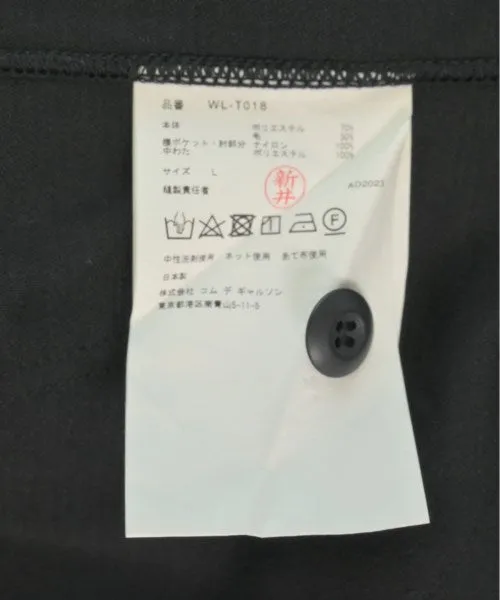 品番 WL-T018
本体 ポリエステル 70%
毛 30%
腰ポケット・肘部分 ナイロン 100%
中わた ポリエステル 100%
サイズ L
縫製責任者 新井
AD2023
F
中性洗剤使用 ネット使用 あて布使用
日本製
株式会社 コム デ ギャルソン
東京都港区南青山5-11-5